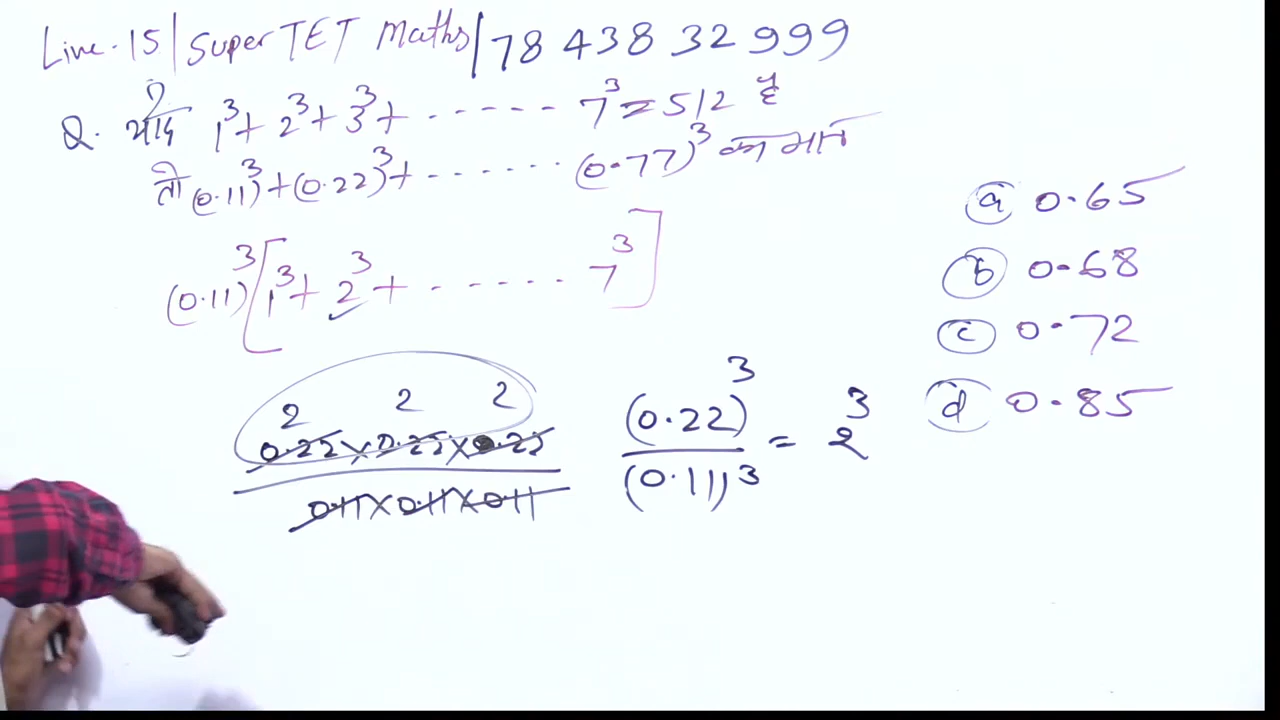 Live-15 | Super TET Maths | 78 438 32 999
Q. यदि 1³ + 2³ + 3³ + ------ 7³ = 512 है
तो (0.11)³ + (0.22)³ + ------ (0.77)³ का मान
(0.11)³ [1³ + 2³ + ------ 7³]
2 2 2
0.22 × 0.22 × 0.22
0.11 × 0.11 × 0.11
(0.22)³ / (0.11)³ = 2³
(a) 0.65
(b) 0.68
(c) 0.72
(d) 0.85